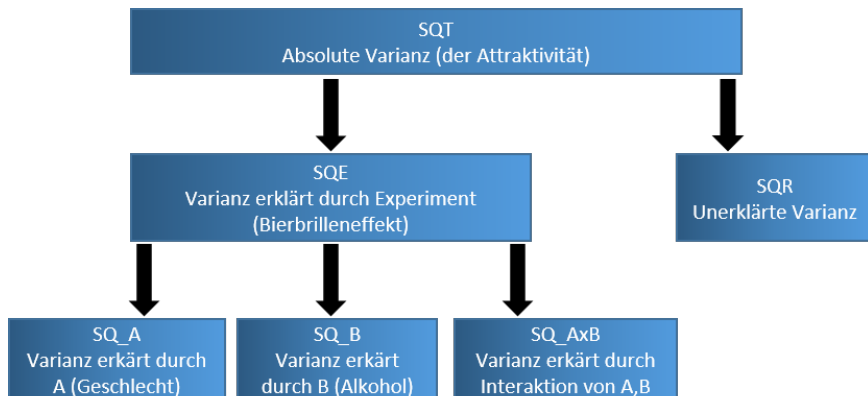 SQT
Absolute Varianz (der Attraktivität)
SQE
Varianz erklärt durch Experiment
(Bierbrilleneffekt)
SQR
Unerklärte Varianz
SQ_A
Varianz erkärt durch
A (Geschlecht)
SQ_B
Varianz erkärt
durch B (Alkohol)
SQ_AxB
Varianz erkärt durch
Interaktion von A,B